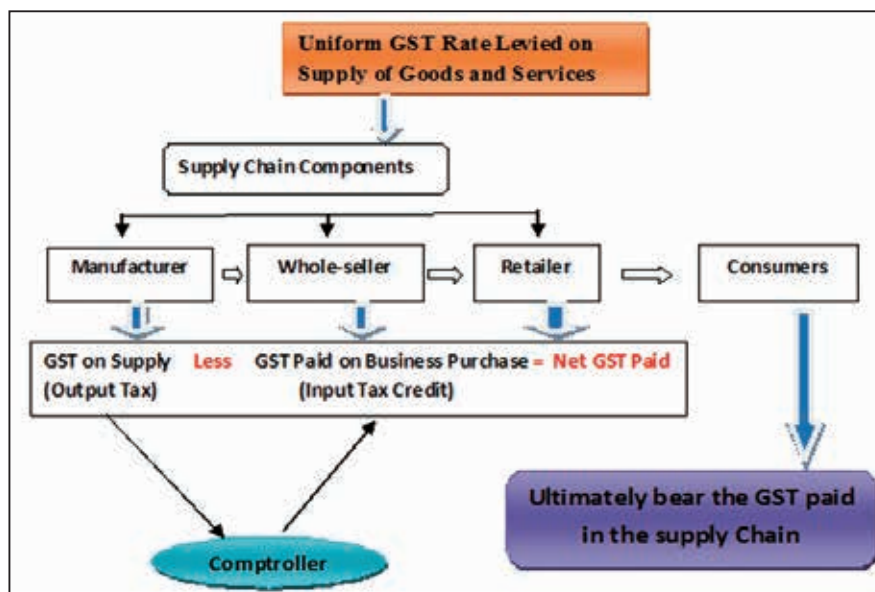 Uniform GST Rate Levied on
Supply of Goods and Services
Supply Chain Components
Manufacturer
Whole-seller
Retailer
Consumers
GST on Supply Less GST Paid on Business Purchase = Net GST Paid
(Output Tax) (Input Tax Credit)
Ultimately bear the GST paid
in the supply Chain
Comptroller